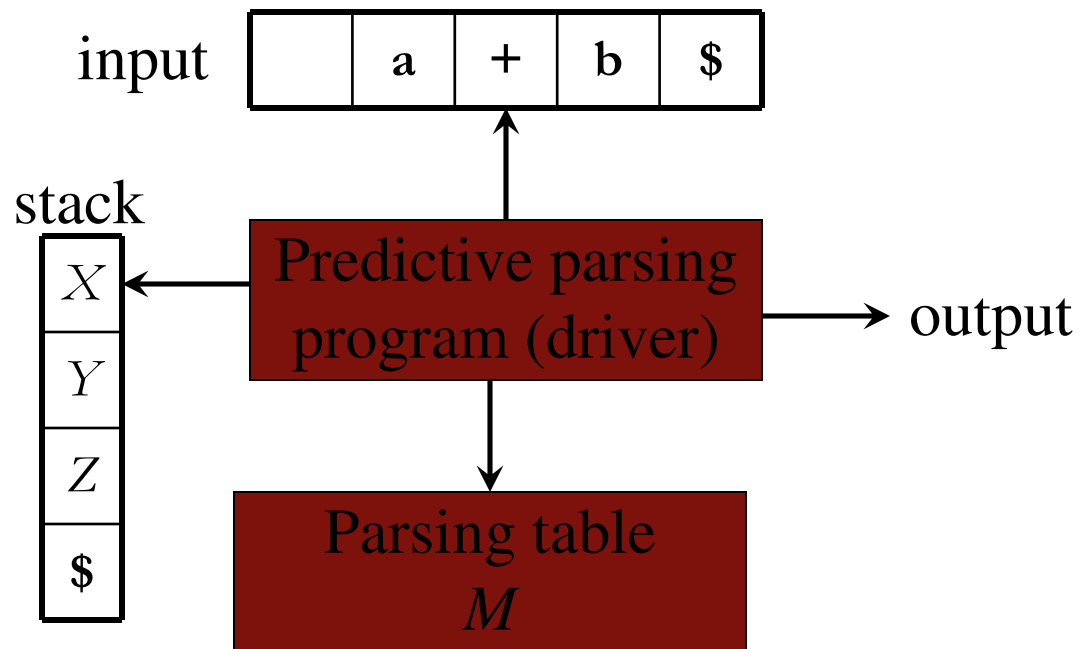 input a + b $
stack
X
Y
Z
$
Predictive parsing
program (driver)
output
Parsing table
M